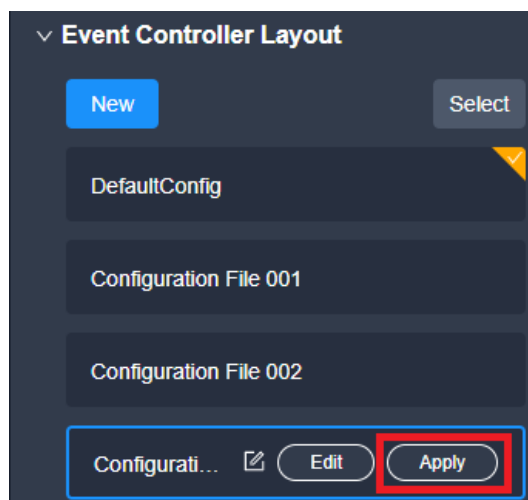 Event Controller Layout
New Select
DefaultConfig
Configuration File 001
Configuration File 002
Configurati... Edit Apply